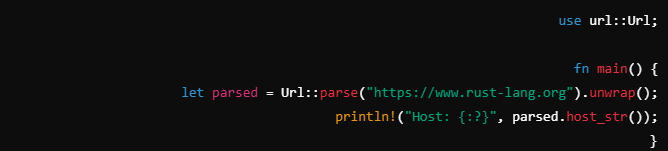 use url::Url;
fn main() {
let parsed = Url::parse("https://www.rust-lang.org").unwrap();
println!("Host: {:?}", parsed.host_str());
}